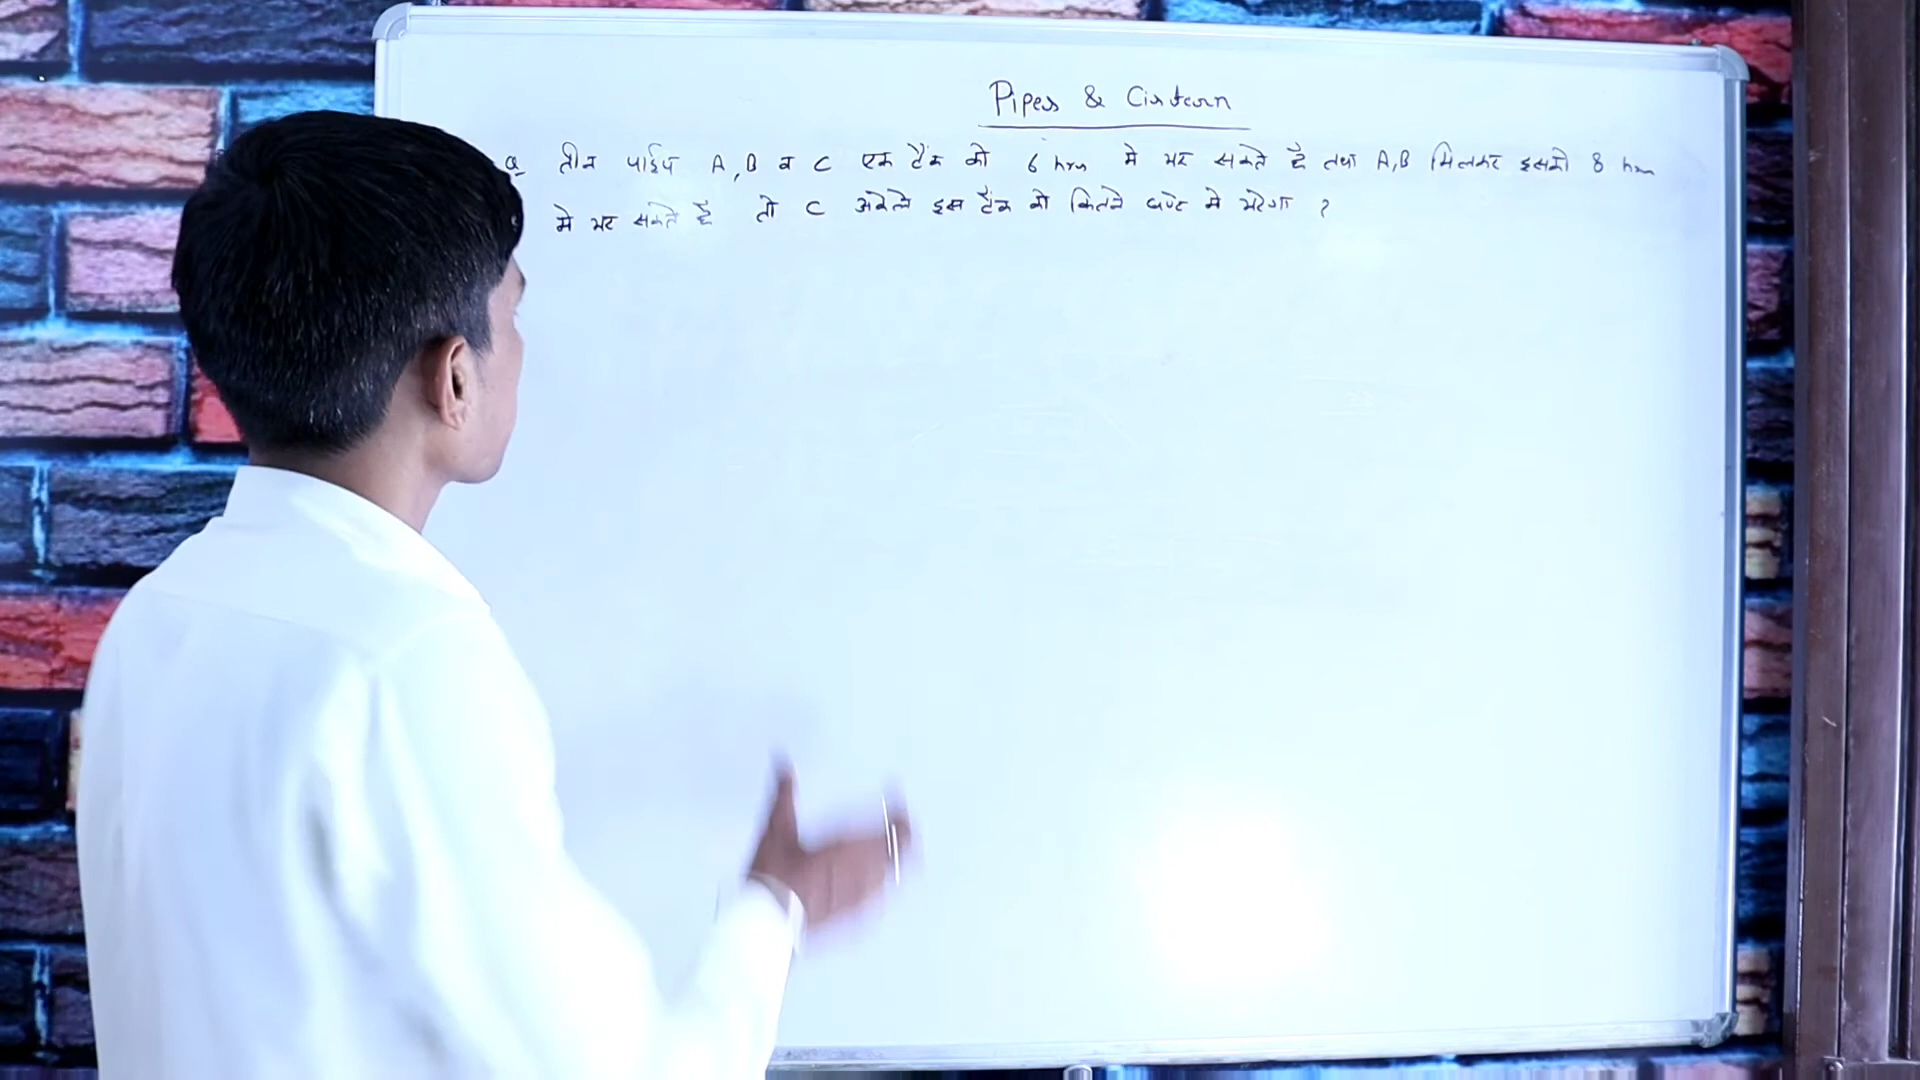 Pipes & Cistern
Q तीन पाईप A, B व C एक टैंक को 6 hrs मे भर सकते है तथा A,B मिलकर इसको 8 hrs
मे भर सकते है तो C अकेले इस टैंक को कितने घण्टे मे भरेगा ?